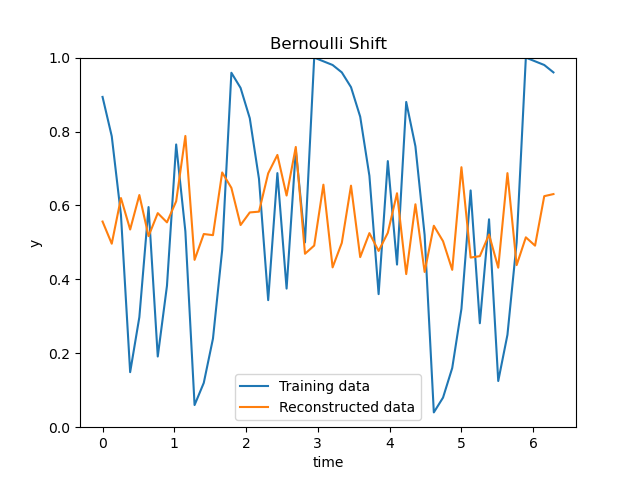 Bernoulli Shift
1.0
0.8
0.6
0.4
0.2
0.0
y
Training data
Reconstructed data
0 1 2 3 4 5 6
time